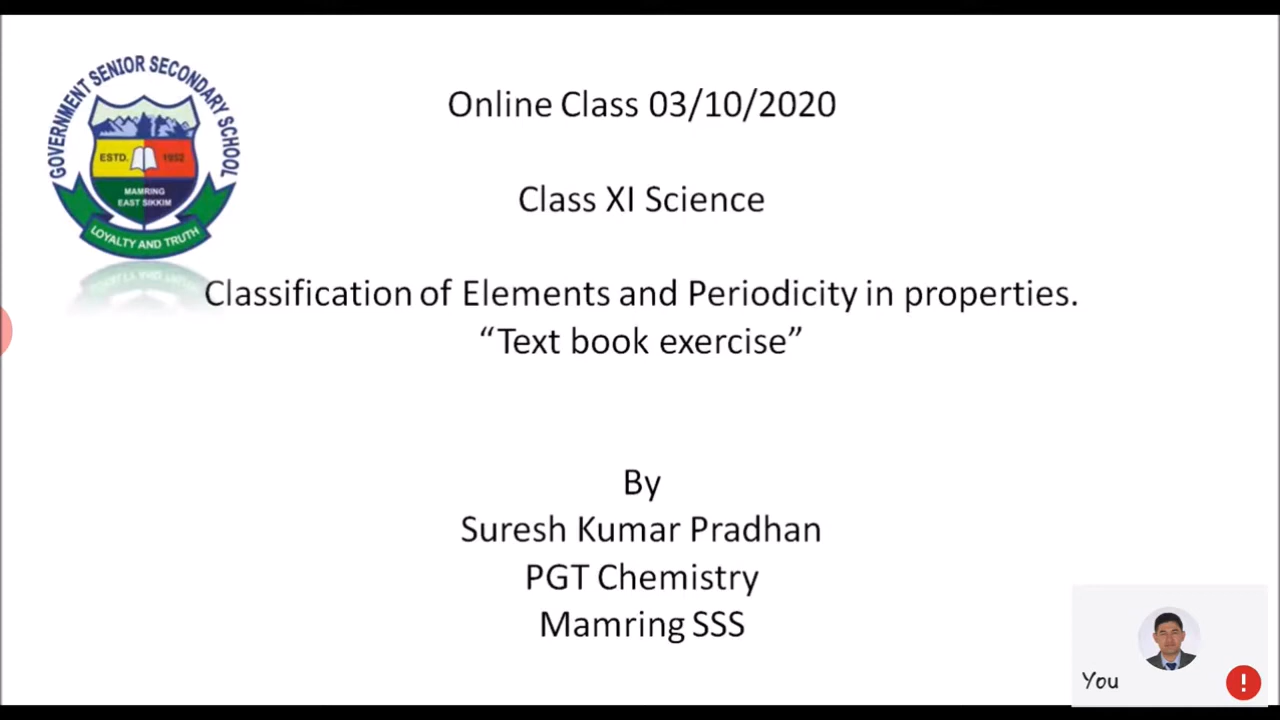 GOVERNMENT SENIOR SECONDARY SCHOOL
ESTD. 1952
MAMRING
EAST SIKKIM
LOYALTY AND TRUTH
Online Class 03/10/2020
Class XI Science
Classification of Elements and Periodicity in properties.
“Text book exercise”
By
Suresh Kumar Pradhan
PGT Chemistry
Mamring SSS
You
!